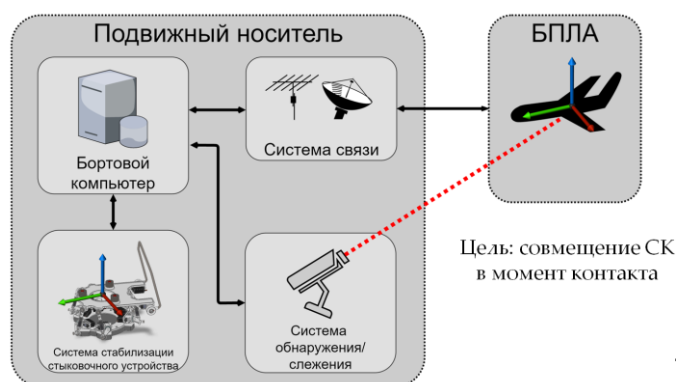 Подвижный носитель
БПЛА
Бортовой
компьютер
Система связи
Цель: совмещение СК
в момент контакта
Система стабилизации
стыковочного устройства
Система
обнаружения/
слежения